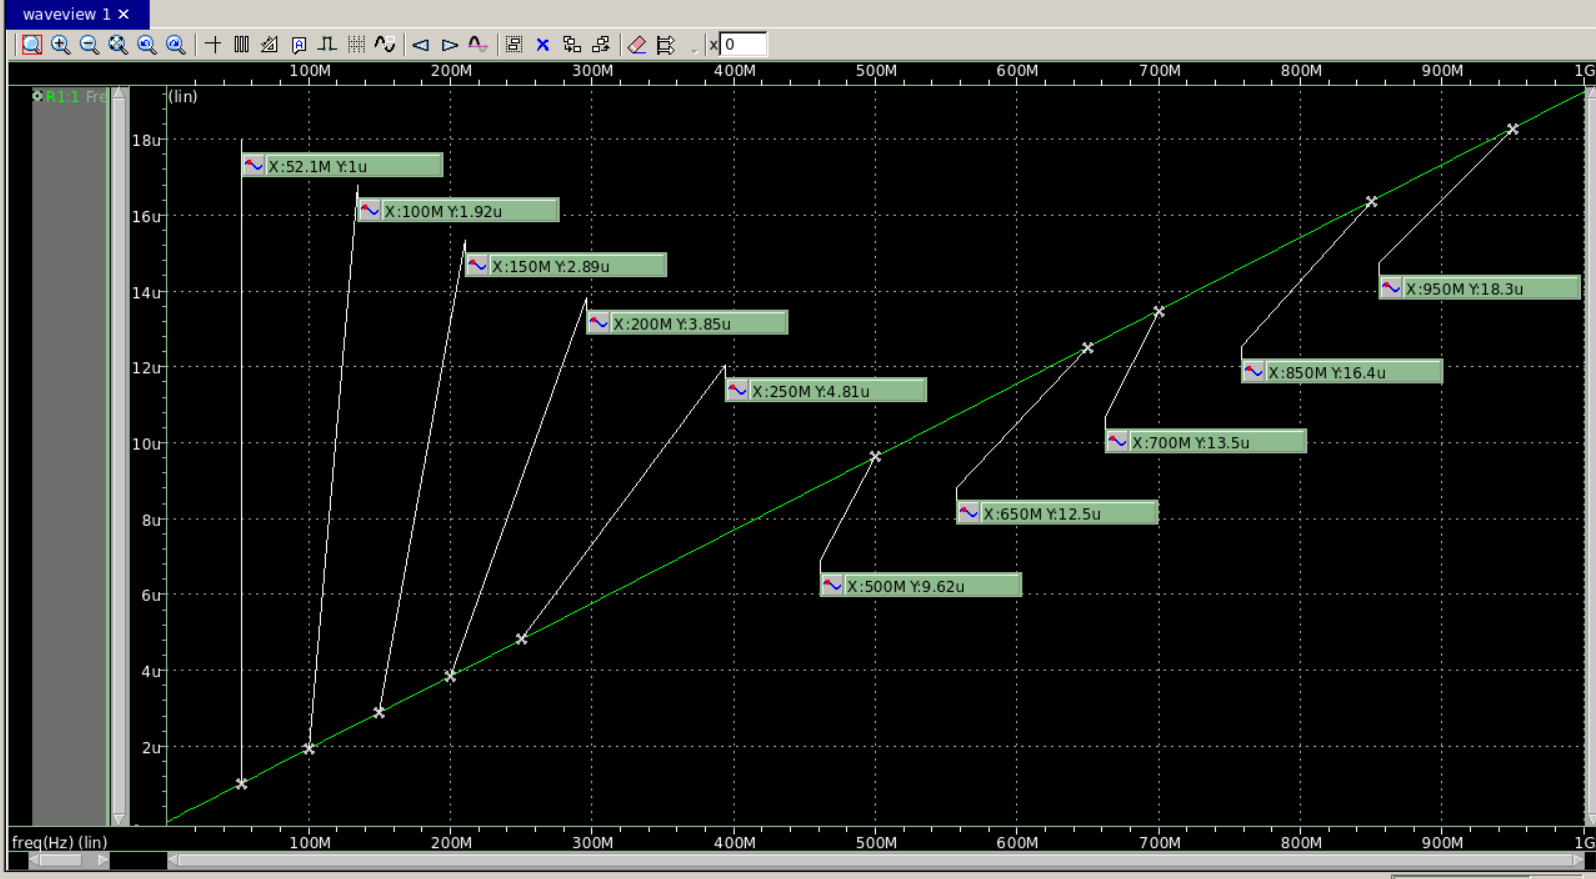 waveview 1 ×
x 0
100M 200M 300M 400M 500M 600M 700M 800M 900M 1G
R1:1 Fre
(lin)
18u
X:52.1M Y:1u
16u
X:100M Y:1.92u
X:150M Y:2.89u
14u
X:950M Y:18.3u
X:200M Y:3.85u
12u
X:850M Y:16.4u
X:250M Y:4.81u
10u
X:700M Y:13.5u
8u
X:650M Y:12.5u
6u
X:500M Y:9.62u
4u
2u
freq(Hz) (lin) 100M 200M 300M 400M 500M 600M 700M 800M 900M 1G